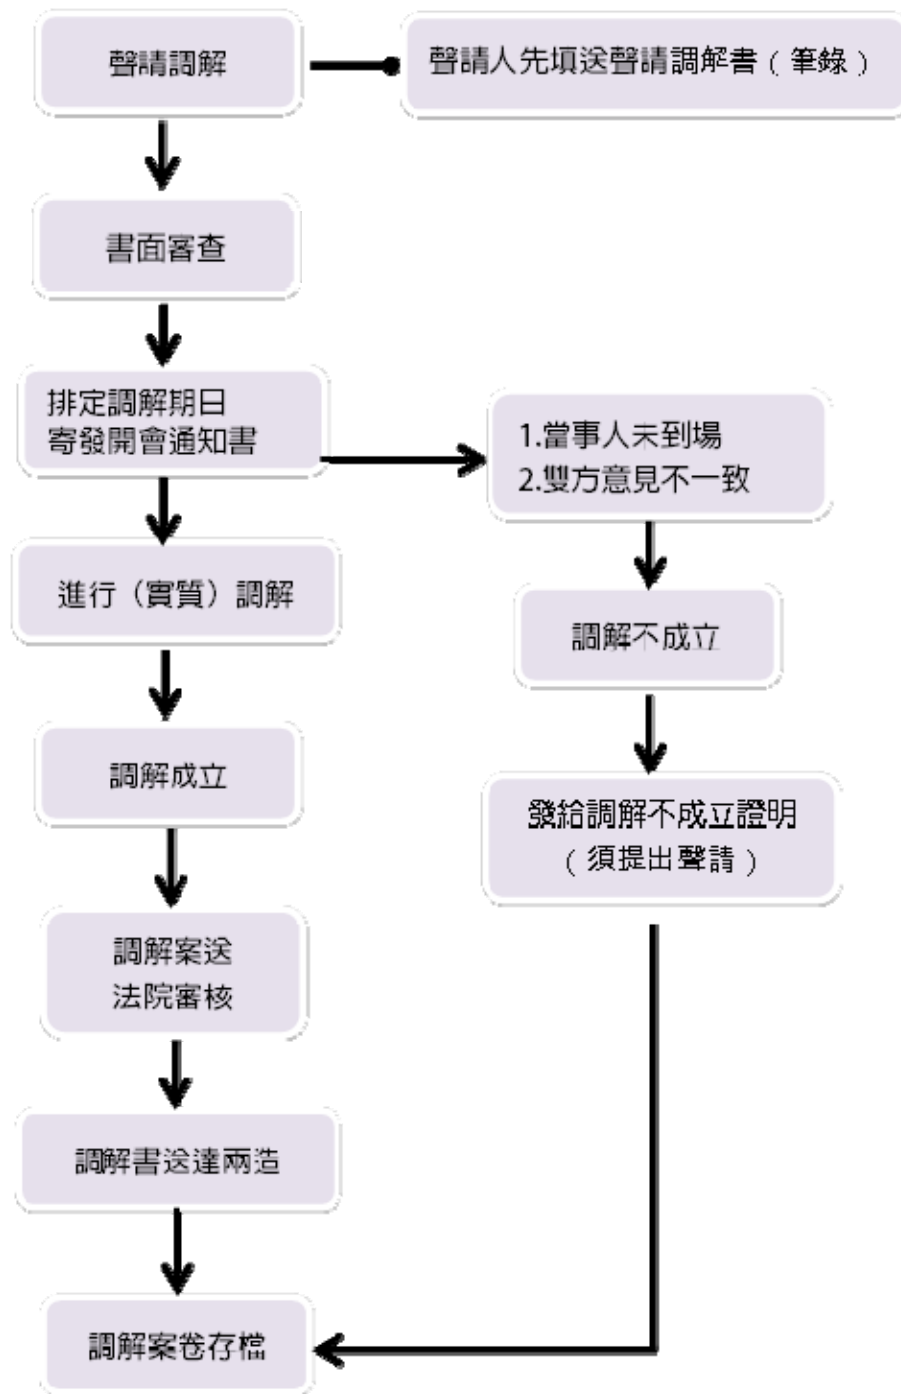 聲請調解
聲請人先填送聲請調解書（筆錄）
書面審查
排定調解期日
寄發開會通知書
1.當事人未到場
2.雙方意見不一致
進行（實質）調解
調解不成立
調解成立
發給調解不成立證明
（須提出聲請）
調解案送
法院審核
調解書送達兩造
調解案卷存檔